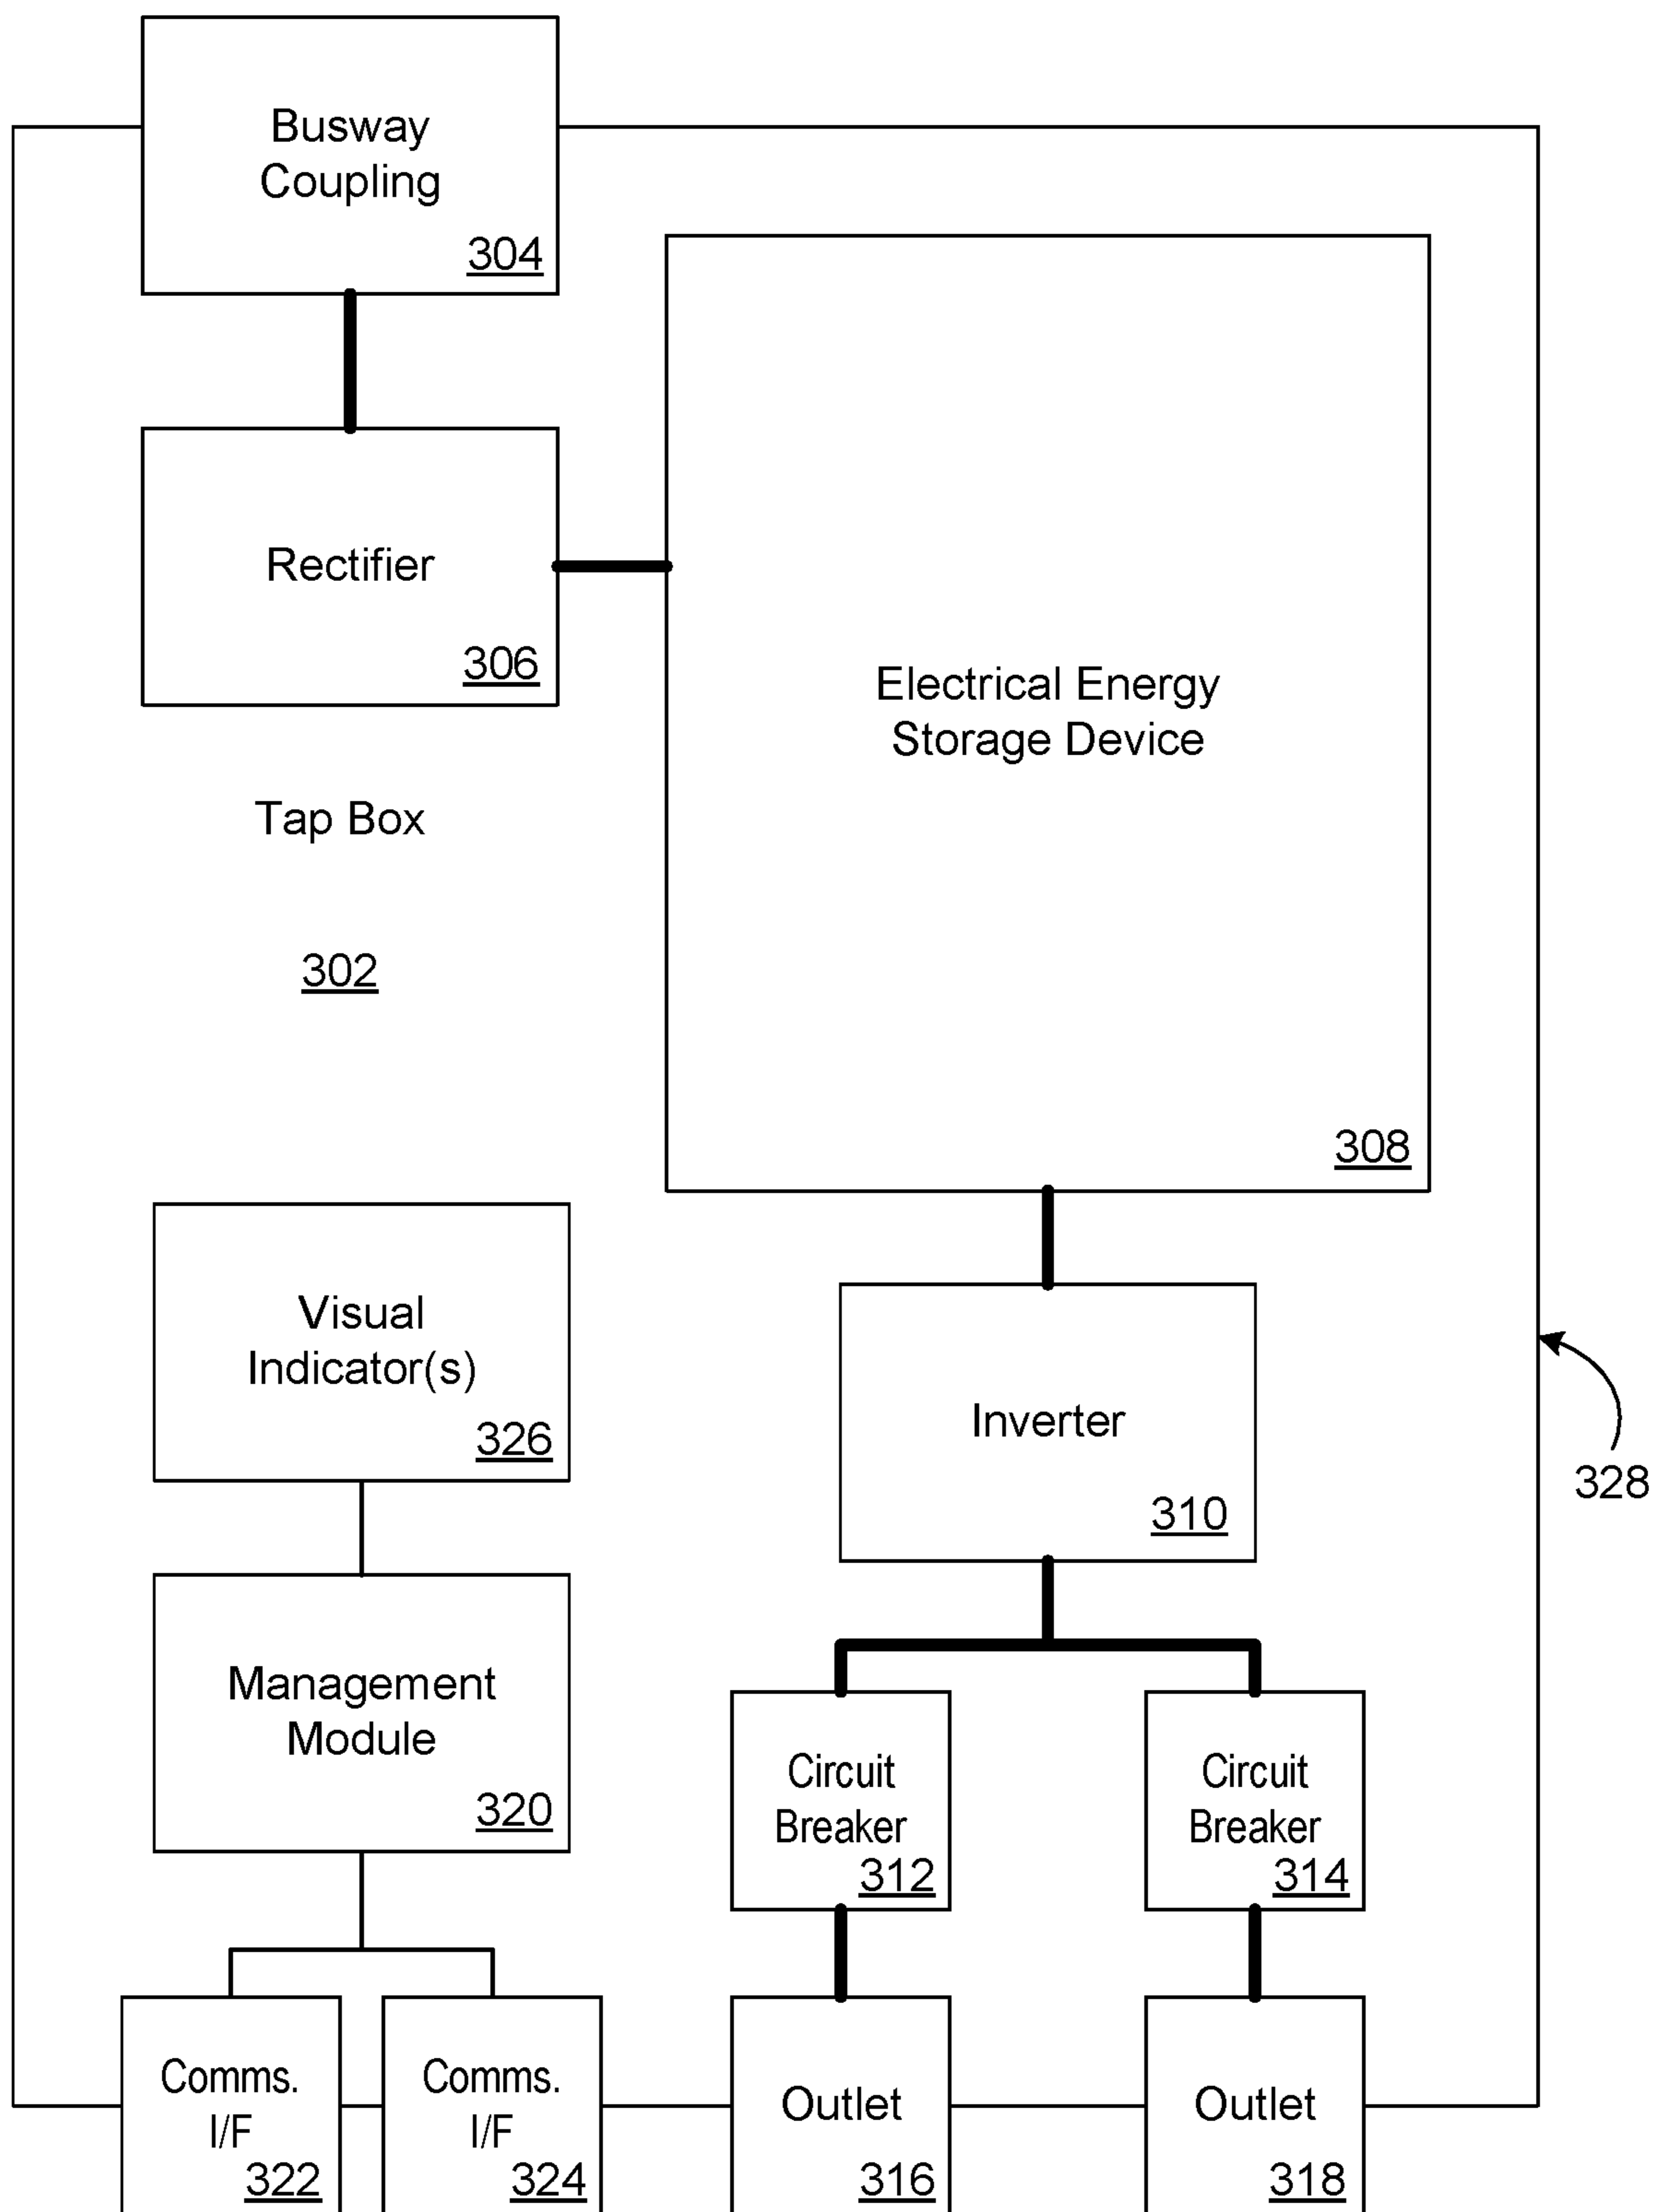 Busway
Coupling
304
Rectifier
306
Electrical Energy
Storage Device
308
Tap Box
302
Visual
Indicator(s)
326
Inverter
310
328
Management
Module
320
Circuit
Breaker
312
Circuit
Breaker
314
Comms.
I/F
322
Comms.
I/F
324
Outlet
316
Outlet
318